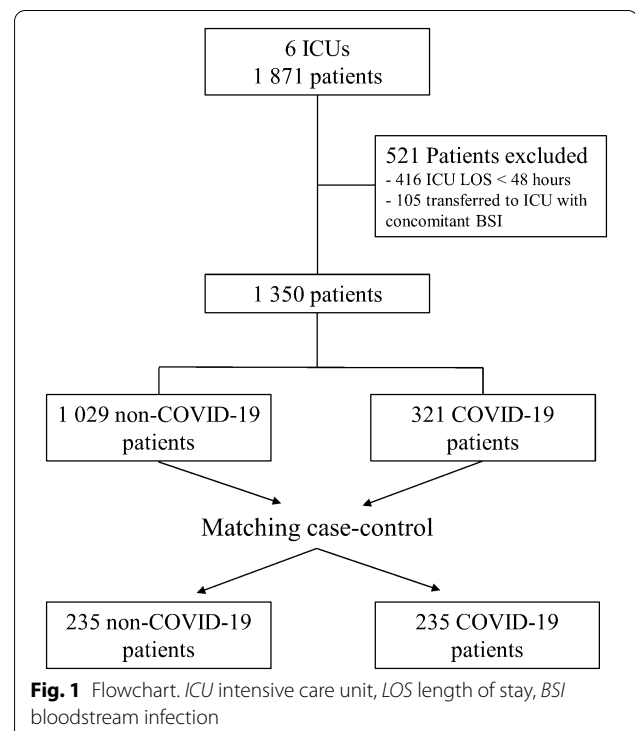 6 ICUs
1 871 patients
521 Patients excluded
- 416 ICU LOS < 48 hours
- 105 transferred to ICU with
concomitant BSI
1 350 patients
1 029 non-COVID-19
patients
321 COVID-19
patients
Matching case-control
235 non-COVID-19
patients
235 COVID-19
patients
Fig. 1 Flowchart. ICU intensive care unit, LOS length of stay, BSI
bloodstream infection